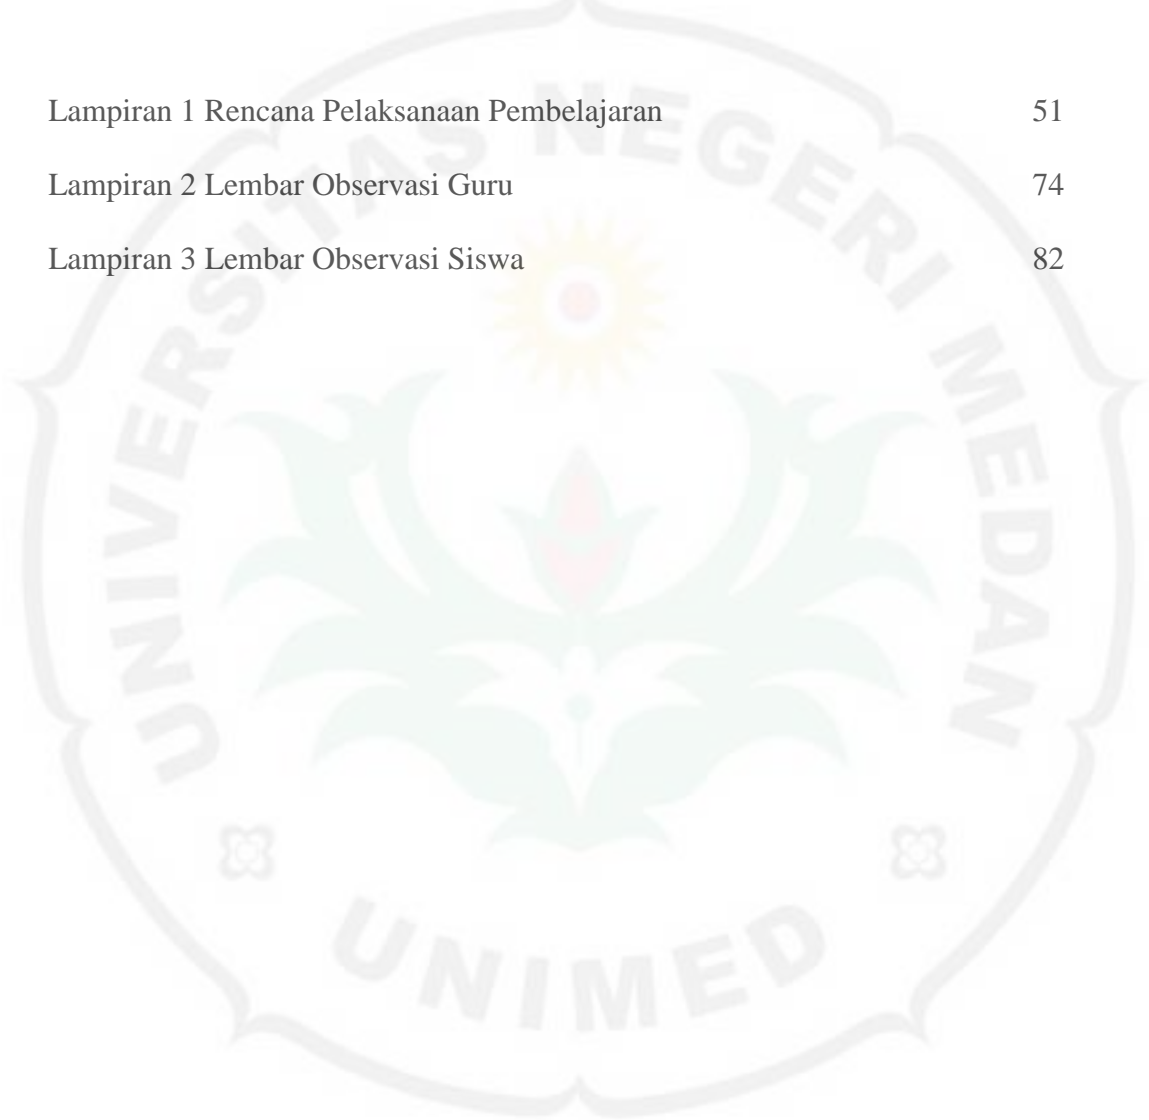 Lampiran 1 Rencana Pelaksanaan Pembelajaran 51
Lampiran 2 Lembar Observasi Guru 74
Lampiran 3 Lembar Observasi Siswa 82
UNIVERSITAS NEGERI MEDAN
UNIMED